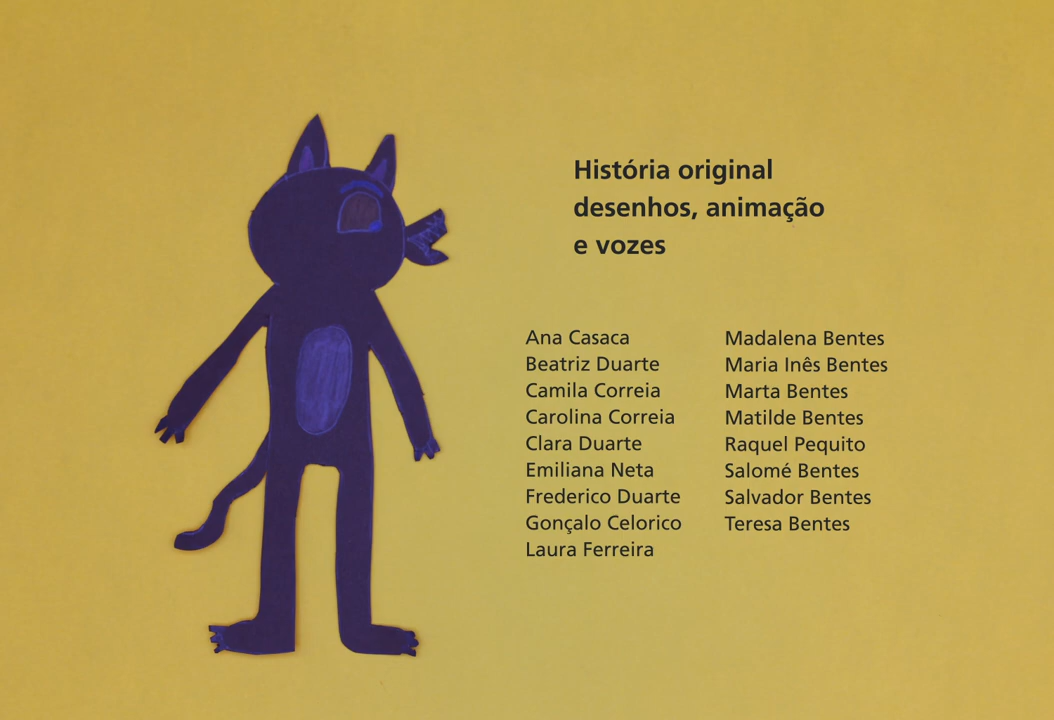 História original
desenhos, animação
e vozes
Ana Casaca
Beatriz Duarte
Camila Correia
Carolina Correia
Clara Duarte
Emiliana Neta
Frederico Duarte
Gonçalo Celorico
Laura Ferreira
Madalena Bentes
Maria Inês Bentes
Marta Bentes
Matilde Bentes
Raquel Pequito
Salomé Bentes
Salvador Bentes
Teresa Bentes